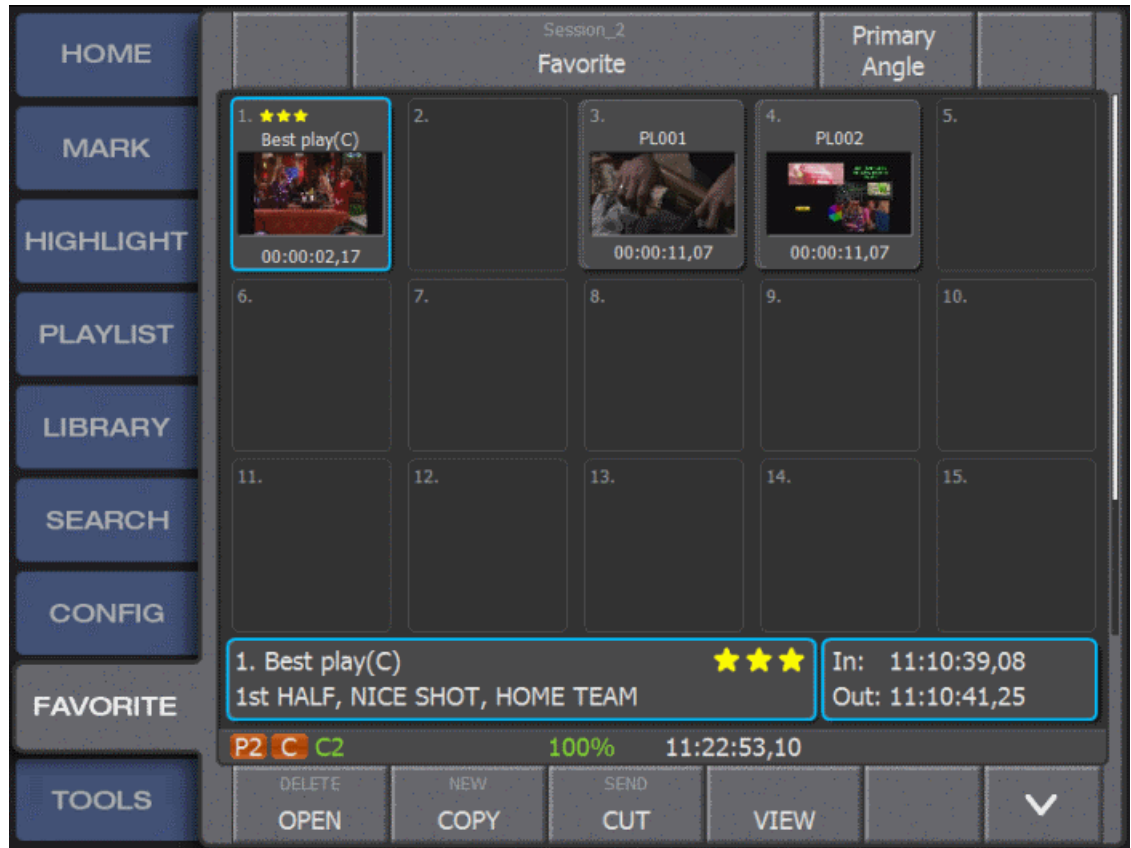 HOME
MARK
HIGHLIGHT
PLAYLIST
LIBRARY
SEARCH
CONFIG
FAVORITE
TOOLS
Session_2
Favorite
Primary
Angle
1.
Best play(C)
00:00:02,17
2.
3.
PL001
00:00:11,07
4.
PL002
00:00:11,07
5.
6.
7.
8.
9.
10.
11.
12.
13.
14.
15.
1. Best play(C)
1st HALF, NICE SHOT, HOME TEAM
In: 11:10:39,08
Out: 11:10:41,25
P2 C C2 100% 11:22:53,10
DELETE
OPEN
NEW
COPY
SEND
CUT
VIEW